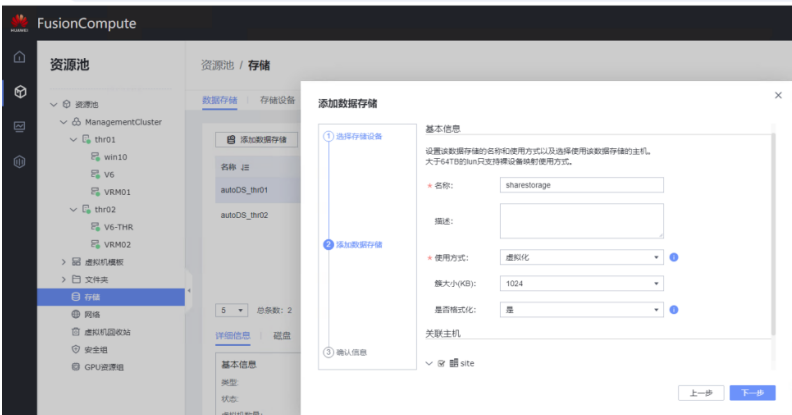 HUAWEI
FusionCompute
资源池
资源池 / 存储
资源池
ManagementCluster
thr01
win10
V6
VRM01
thr02
V6-THR
VRM02
虚拟机模板
文件夹
存储
网络
虚拟机回收站
安全组
GPU资源组
数据存储
存储设备
添加数据存储
名称
autoDS_thr01
autoDS_thr02
5
总条数: 2
详细信息
磁盘
基本信息
类型:
状态:
虚拟机数量:
添加数据存储
1 选择存储设备
2 添加数据存储
3 确认信息
基本信息
设置该数据存储的名称和使用方式以及选择使用该数据存储的主机。
大于64TB的lun只支持裸设备映射使用方式。
* 名称: sharestorage
描述:
* 使用方式: 虚拟化
簇大小(KB): 1024
是否格式化: 是
关联主机
site
上一步
下一步